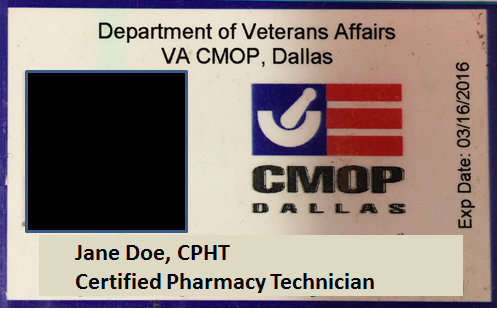 Department of Veterans Affairs
VA CMOP, Dallas
CMOP
DALLAS
Exp Date: 03/16/2016
Jane Doe, CPHT
Certified Pharmacy Technician